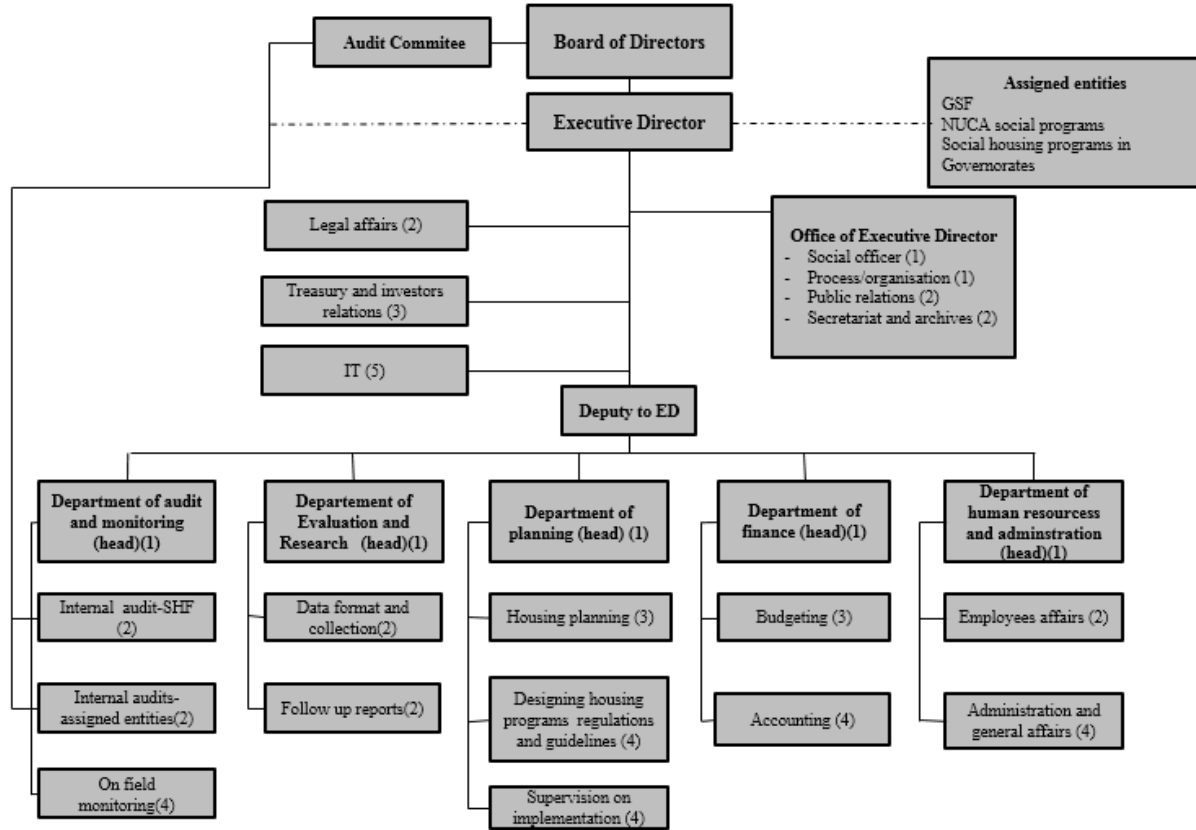 Audit Commitee
Board of Directors
Executive Director
Assigned entities
GSF
NUCA social programs
Social housing programs in
Governorates
Legal affairs (2)
Treasury and investors
relations (3)
IT (5)
Office of Executive Director
- Social officer (1)
- Process/organisation (1)
- Public relations (2)
- Secretariat and archives (2)
Deputy to ED
Department of audit
and monitoring
(head)(1)
Internal audit-SHF
(2)
Internal audits-
assigned entities(2)
On field
monitoring(4)
Departement of
Evaluation and
Research (head)(1)
Data format and
collection(2)
Follow up reports(2)
Department of
planning (head) (1)
Housing planning (3)
Designing housing
programs regulations
and guidelines (4)
Supervision on
implementation (4)
Department of
finance (head)(1)
Budgeting (3)
Accounting (4)
Department of
human resourcess
and adminstration
(head)(1)
Employees affairs (2)
Administration and
general affairs (4)